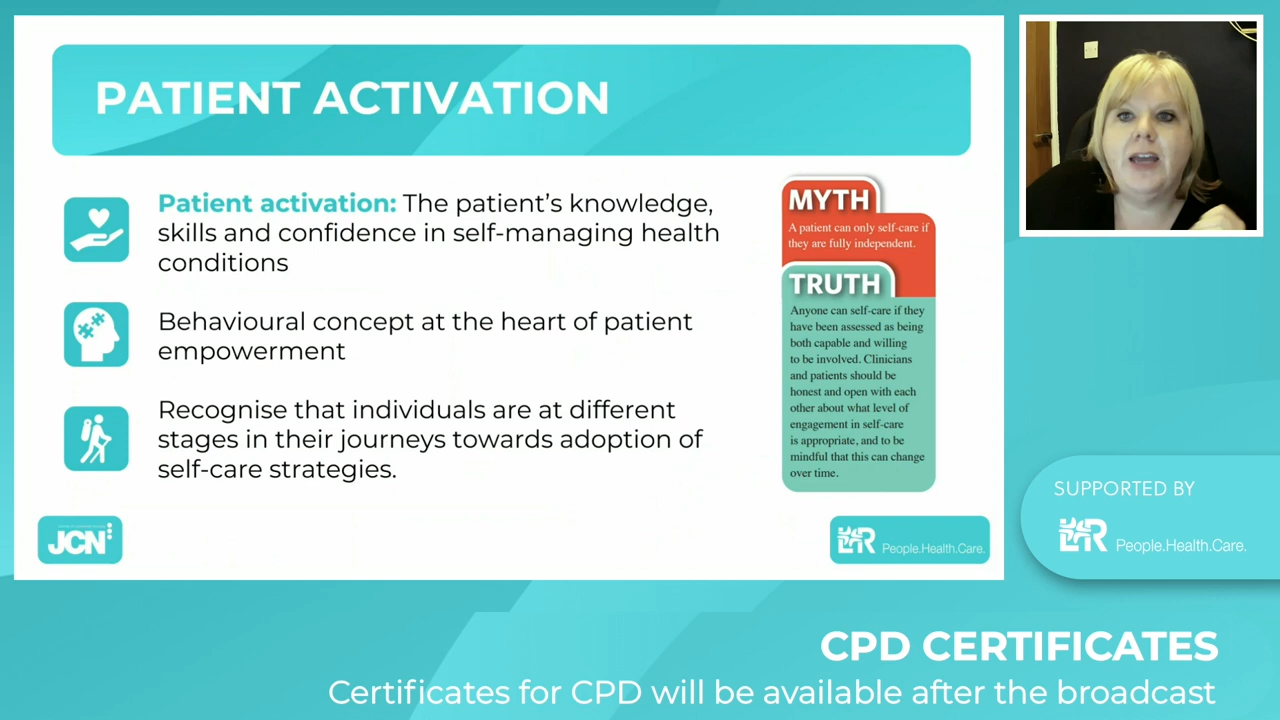 PATIENT ACTIVATION
Patient activation: The patient's knowledge,
skills and confidence in self-managing health
conditions
Behavioural concept at the heart of patient
empowerment
Recognise that individuals are at different
stages in their journeys towards adoption of
self-care strategies.
MYTH
A patient can only self-care if
they are fully independent.
TRUTH
Anyone can self-care if they
have been assessed as being
both capable and willing
to be involved. Clinicians
and patients should be
honest and open with each
other about what level of
engagement in self-care
is appropriate, and to be
mindful that this can change
over time.
JCN
L&R People.Health.Care.
SUPPORTED BY
L&R People.Health.Care.
CPD CERTIFICATES
Certificates for CPD will be available after the broadcast